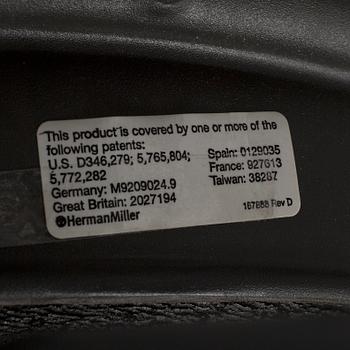 This product is covered by one or more of the
following patents:
U.S. D346,279; 5,765,804;
5,772,282
Germany: M9209024.9
Great Britain: 2027194
Spain: 0129035
France: 927613
Taiwan: 38287
HermanMiller
167888 Rev D